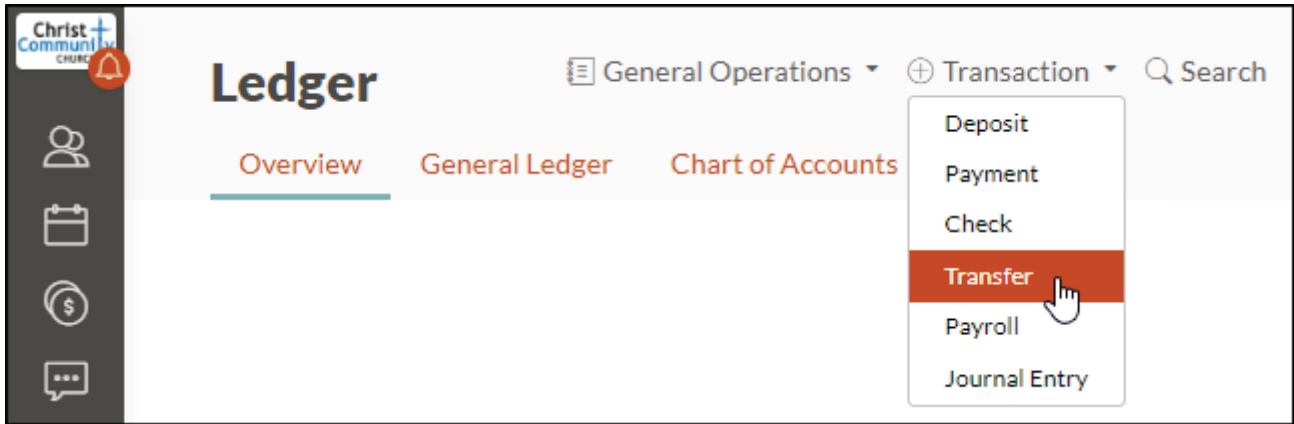 Christ
Community
CHURC
Ledger
General Operations
Transaction
Search
Overview
General Ledger
Chart of Accounts
Deposit
Payment
Check
Transfer
Payroll
Journal Entry